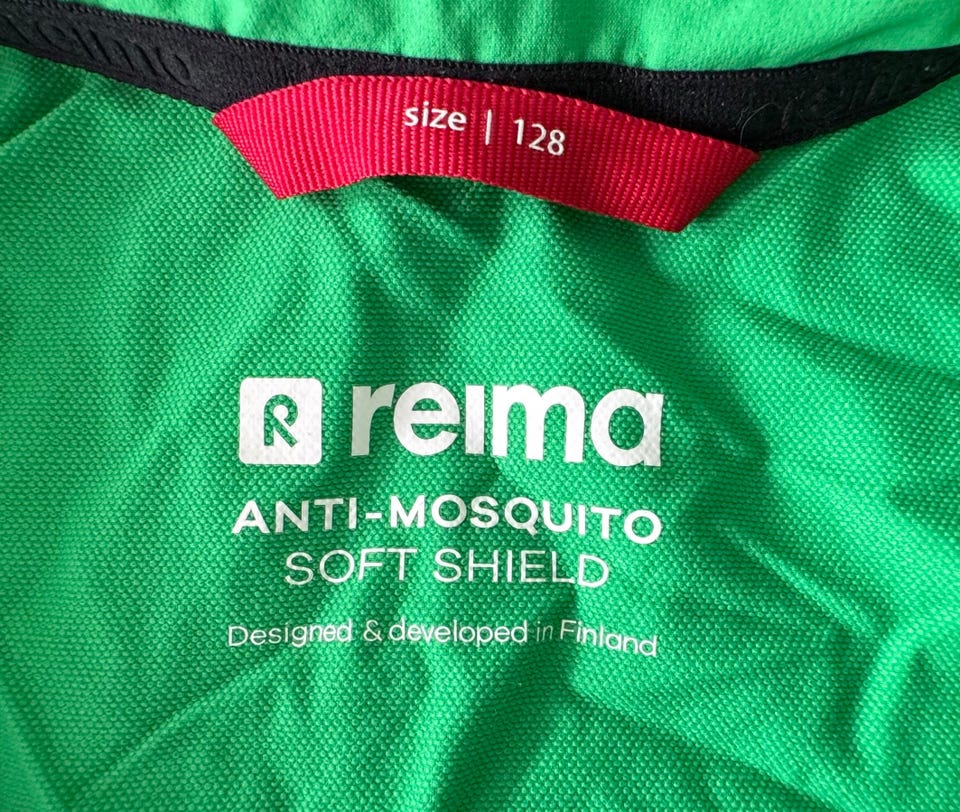 size | 128
reima
ANTI-MOSQUITO
SOFT SHIELD
Designed & developed in Finland